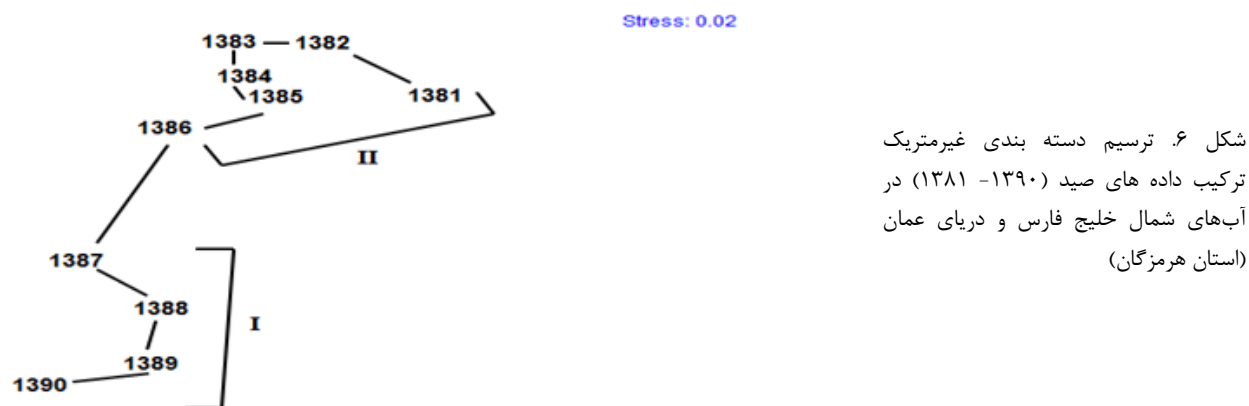 Stress: 0.02
1383 1382
1384
1385
1381
1386
II
1387
1388
I
1389
1390
شکل ۶. ترسیم دسته بندی غیرمتریک
ترکیب داده های صید (۱۳۹۰- ۱۳۸۱) در
آب‌های شمال خلیج فارس و دریای عمان
(استان هرمزگان)